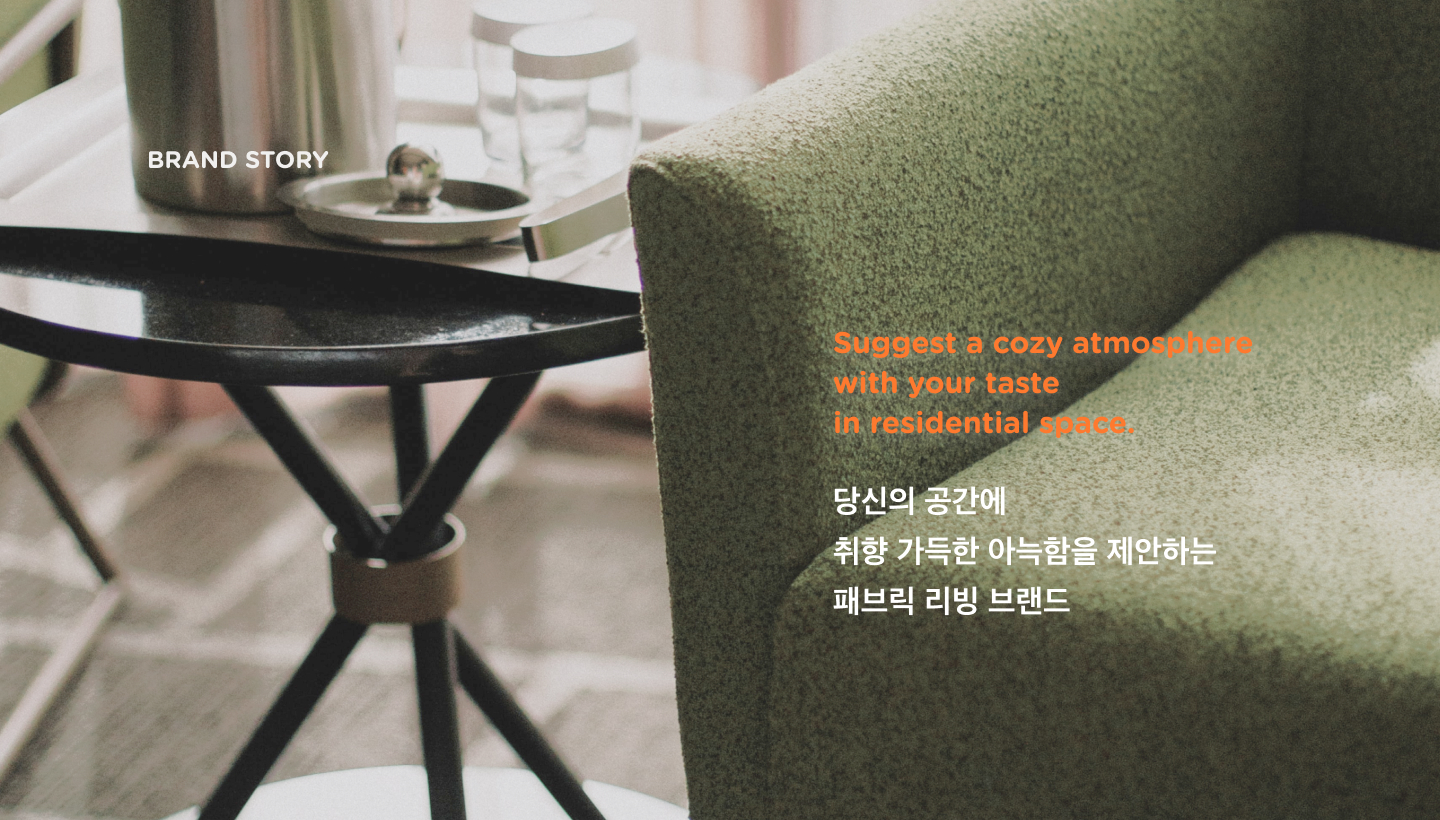 BRAND STORY
Suggest a cozy atmosphere
with your taste
in residential space.
당신의 공간에
취향 가득한 아늑함을 제안하는
패브릭 리빙 브랜드